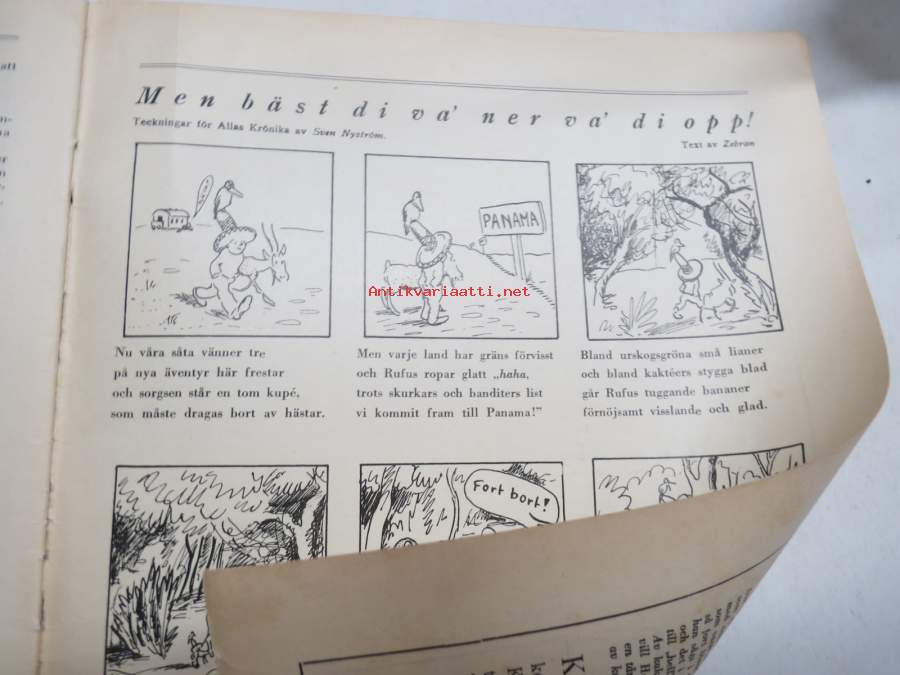 Men bäst di va' ner va' di opp!
Teckningar för Allas Krönika av Sven Nyström.
Text av Zebran
PANAMA
Antikvariaatti.net
Nu våra såta vänner tre
på nya äventyr här frestar
och sorgsen står en tom kupé,
som måste dragas bort av hästar.
Men varje land har gräns förvisst
och Rufus ropar glatt „haha,
trots skurkars och banditers list
vi kommit fram till Panama!”
Bland urskogsgröna små lianer
och bland kaktéers stygga blad
går Rufus tuggande bananer
förnöjsamt visslande och glad.
Fort bort!